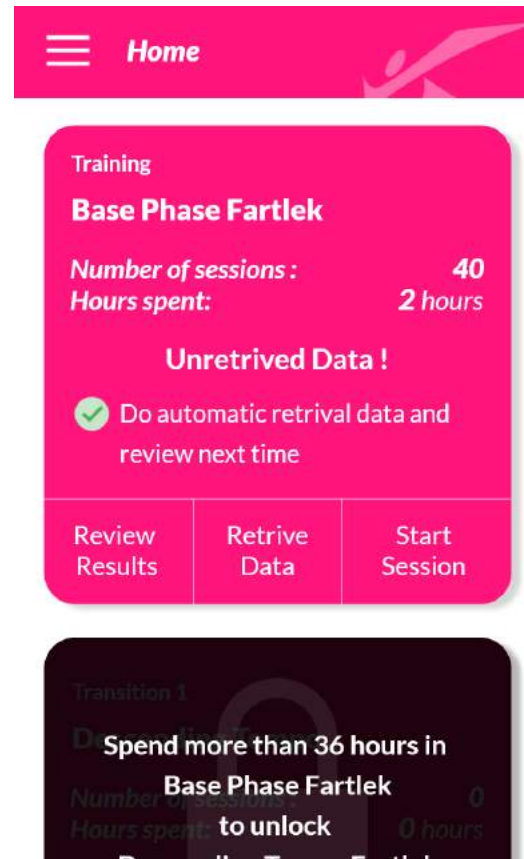 Home
Training
Base Phase Fartlek
Number of sessions : 40
Hours spent: 2 hours
Unretrived Data !
Do automatic retrival data and
review next time
Review Results
Retrive Data
Start Session
Transition 1
Spend more than 36 hours in
Base Phase Fartlek
Number of sessions : 0
to unlock
Hours spent: 0 hours